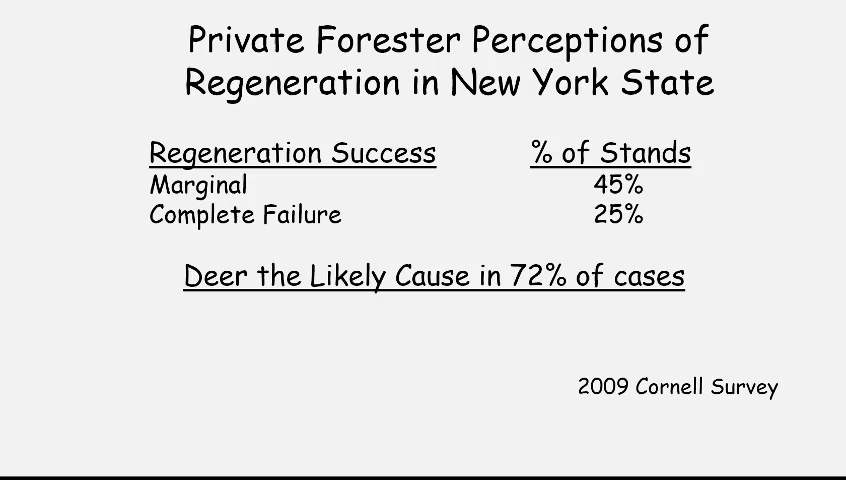 Private Forester Perceptions of
Regeneration in New York State
Regeneration Success % of Stands
Marginal 45%
Complete Failure 25%
Deer the Likely Cause in 72% of cases
2009 Cornell Survey